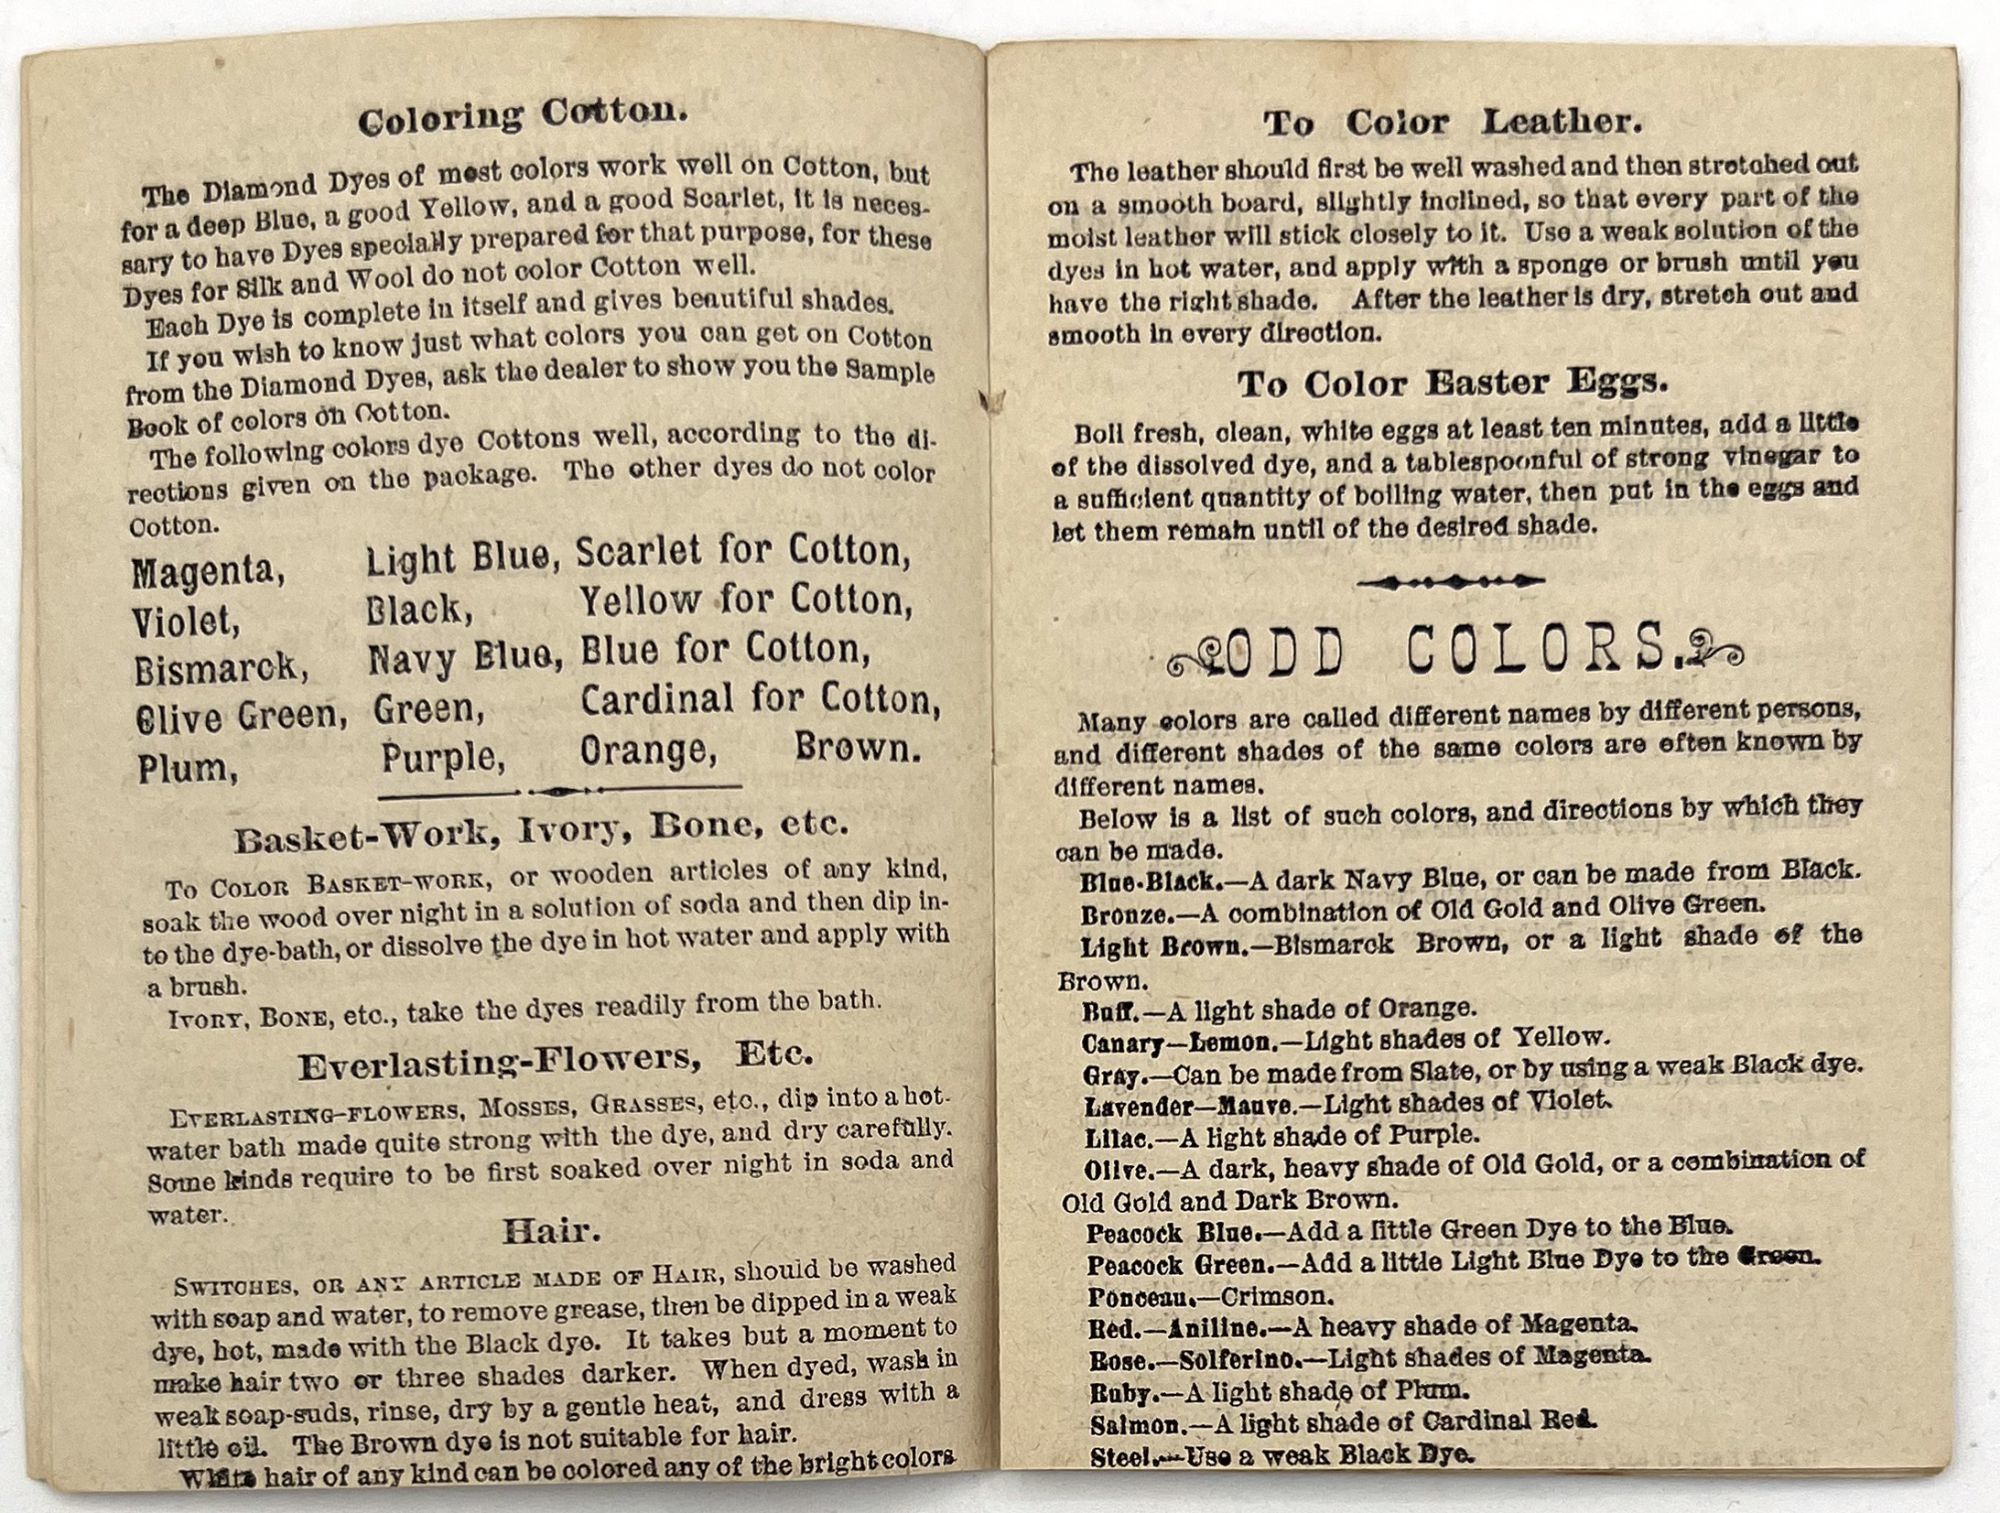 Coloring Cotton.
The Diamond Dyes of most colors work well on Cotton, but
for a deep Blue, a good Yellow, and a good Scarlet, it is neces-
sary to have Dyes specially prepared for that purpose, for these
Dyes for Silk and Wool do not color Cotton well.
Each Dye is complete in itself and gives beautiful shades.
If you wish to know just what colors you can get on Cotton
from the Diamond Dyes, ask the dealer to show you the Sample
Book of colors on Cotton.
The following colors dye Cottons well, according to the di-
rections given on the package. The other dyes do not color
Cotton.
Magenta, Light Blue, Scarlet for Cotton,
Violet, Black, Yellow for Cotton,
Bismarck, Navy Blue, Blue for Cotton,
Olive Green, Green, Cardinal for Cotton,
Plum, Purple, Orange, Brown.
Basket-Work, Ivory, Bone, etc.
To Color Basket-work, or wooden articles of any kind,
soak the wood over night in a solution of soda and then dip in-
to the dye-bath, or dissolve the dye in hot water and apply with
a brush.
Ivory, Bone, etc., take the dyes readily from the bath.
Everlasting-Flowers, Etc.
Everlasting-flowers, Mosses, Grasses, etc., dip into a hot-
water bath made quite strong with the dye, and dry carefully.
Some kinds require to be first soaked over night in soda and
water.
Hair.
Switches, or any article made of Hair, should be washed
with soap and water, to remove grease, then be dipped in a weak
dye, hot, made with the Black dye. It takes but a moment to
make hair two or three shades darker. When dyed, wash in
weak soap-suds, rinse, dry by a gentle heat, and dress with a
little oil. The Brown dye is not suitable for hair.
White hair of any kind can be colored any of the bright colors
To Color Leather.
The leather should first be well washed and then stretched out
on a smooth board, slightly inclined, so that every part of the
moist leather will stick closely to it. Use a weak solution of the
dyes in hot water, and apply with a sponge or brush until you
have the right shade. After the leather is dry, stretch out and
smooth in every direction.
To Color Easter Eggs.
Boil fresh, clean, white eggs at least ten minutes, add a little
of the dissolved dye, and a tablespoonful of strong vinegar to
a sufficient quantity of boiling water, then put in the eggs and
let them remain until of the desired shade.
ODD COLORS.
Many colors are called different names by different persons,
and different shades of the same colors are often known by
different names.
Below is a list of such colors, and directions by which they
can be made.
Blue-Black.—A dark Navy Blue, or can be made from Black.
Bronze.—A combination of Old Gold and Olive Green.
Light Brown.—Bismarck Brown, or a light shade of the
Brown.
Buff.—A light shade of Orange.
Canary—Lemon.—Light shades of Yellow.
Gray.—Can be made from Slate, or by using a weak Black dye.
Lavender—Mauve.—Light shades of Violet.
Lilac.—A light shade of Purple.
Olive.—A dark, heavy shade of Old Gold, or a combination of
Old Gold and Dark Brown.
Peacock Blue.—Add a little Green Dye to the Blue.
Peacock Green.—Add a little Light Blue Dye to the Green.
Ponceau.—Crimson.
Red.—Aniline.—A heavy shade of Magenta.
Rose.—Solferino.—Light shades of Magenta.
Ruby.—A light shade of Plum.
Salmon.—A light shade of Cardinal Red.
Steel.—Use a weak Black Dye.